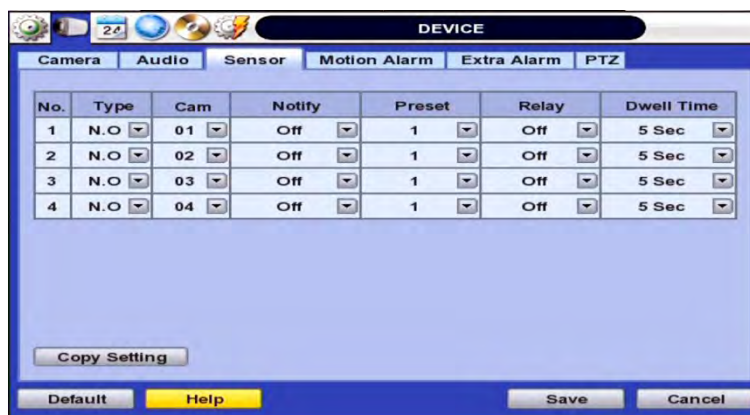 DEVICE
Camera Audio Sensor Motion Alarm Extra Alarm PTZ
No. Type Cam Notify Preset Relay Dwell Time
1 N.O 01 Off 1 Off 5 Sec
2 N.O 02 Off 1 Off 5 Sec
3 N.O 03 Off 1 Off 5 Sec
4 N.O 04 Off 1 Off 5 Sec
Copy Setting
Default Help Save Cancel